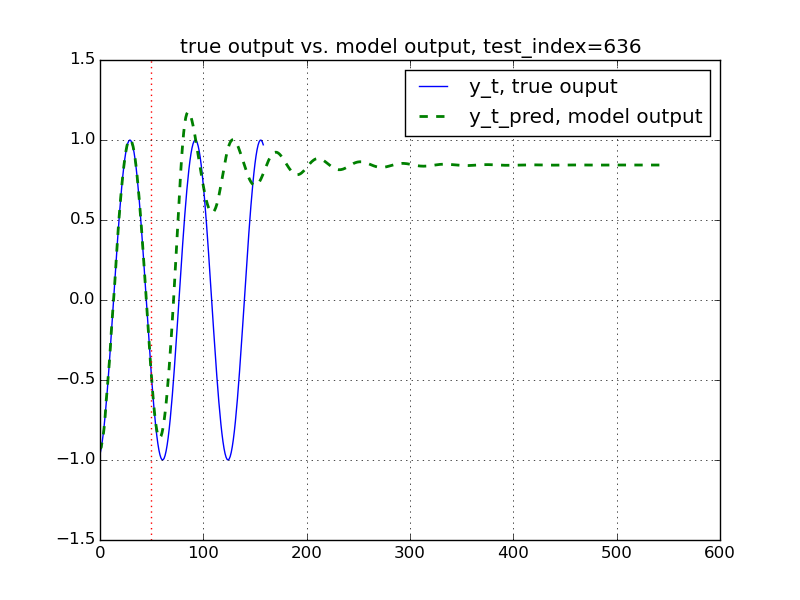 true output vs. model output, test_index=636
y_t, true ouput
y_t_pred, model output
1.5
1.0
0.5
0.0
−0.5
−1.0
−1.5
0 100 200 300 400 500 600